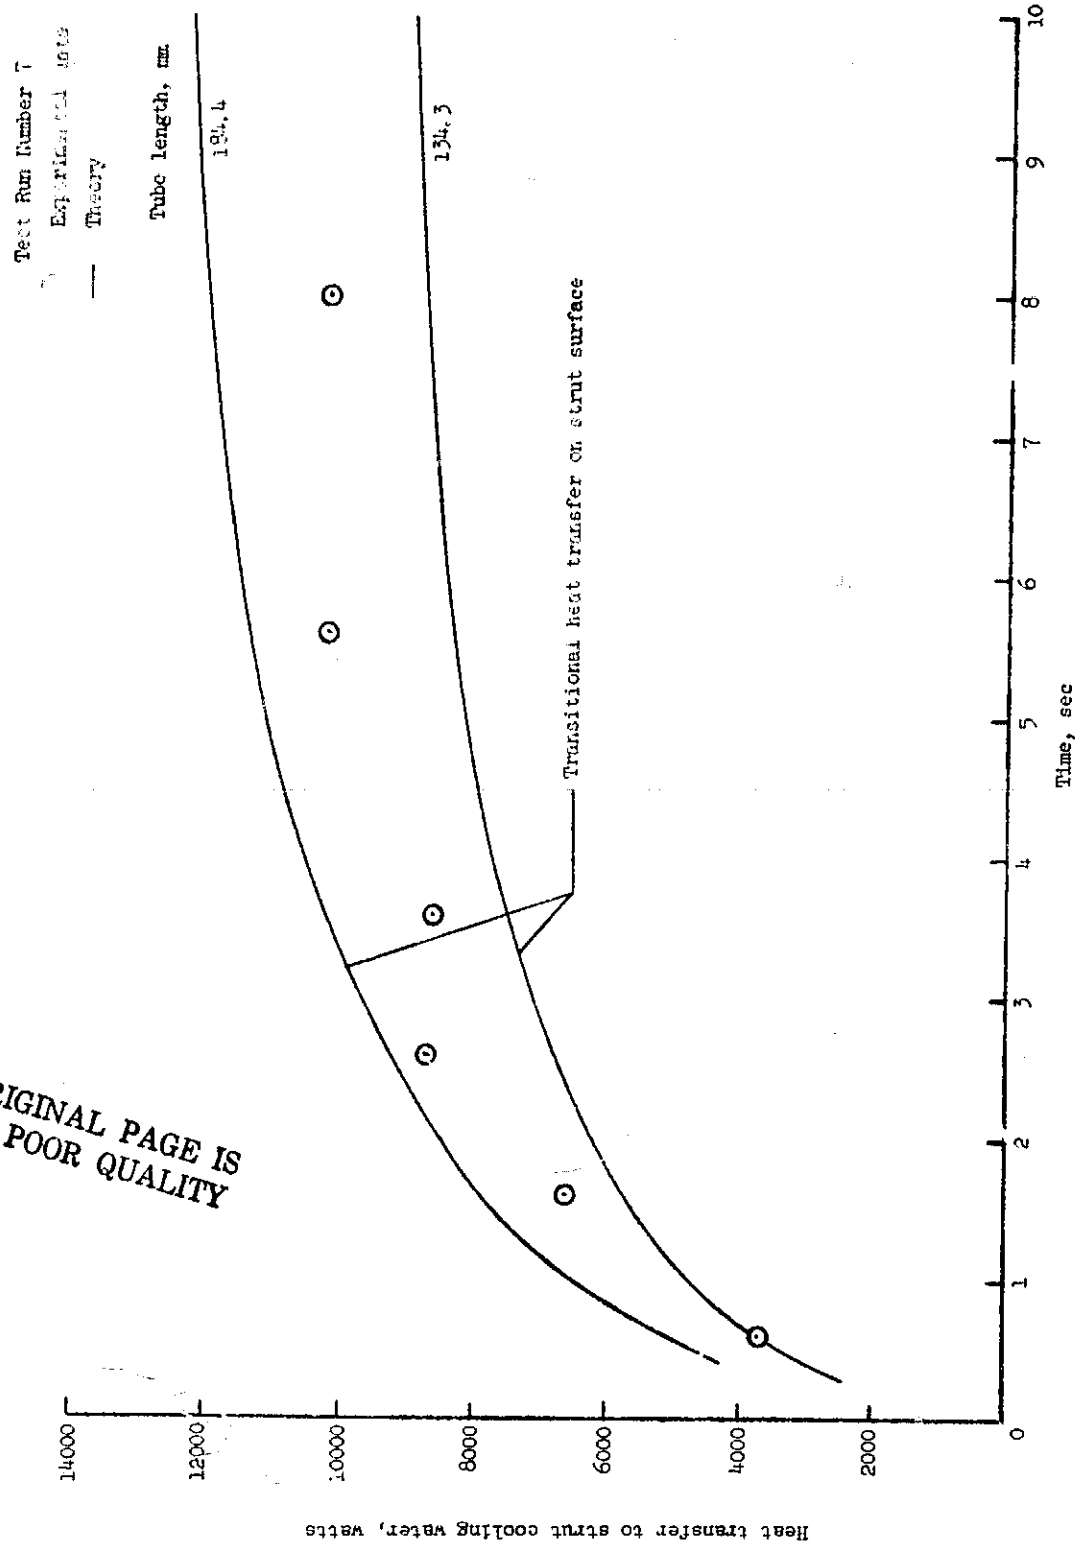 Test Run Number 7
Experimental
Theory
Tube length, mm
194.4
134.3
Transitional heat transfer on strut surface
ORIGINAL PAGE IS
POOR QUALITY
Heat transfer to strut cooling water, watts
14000
12000
10000
8000
6000
4000
2000
0
1
2
3
4
5
6
7
8
9
10
Time, sec